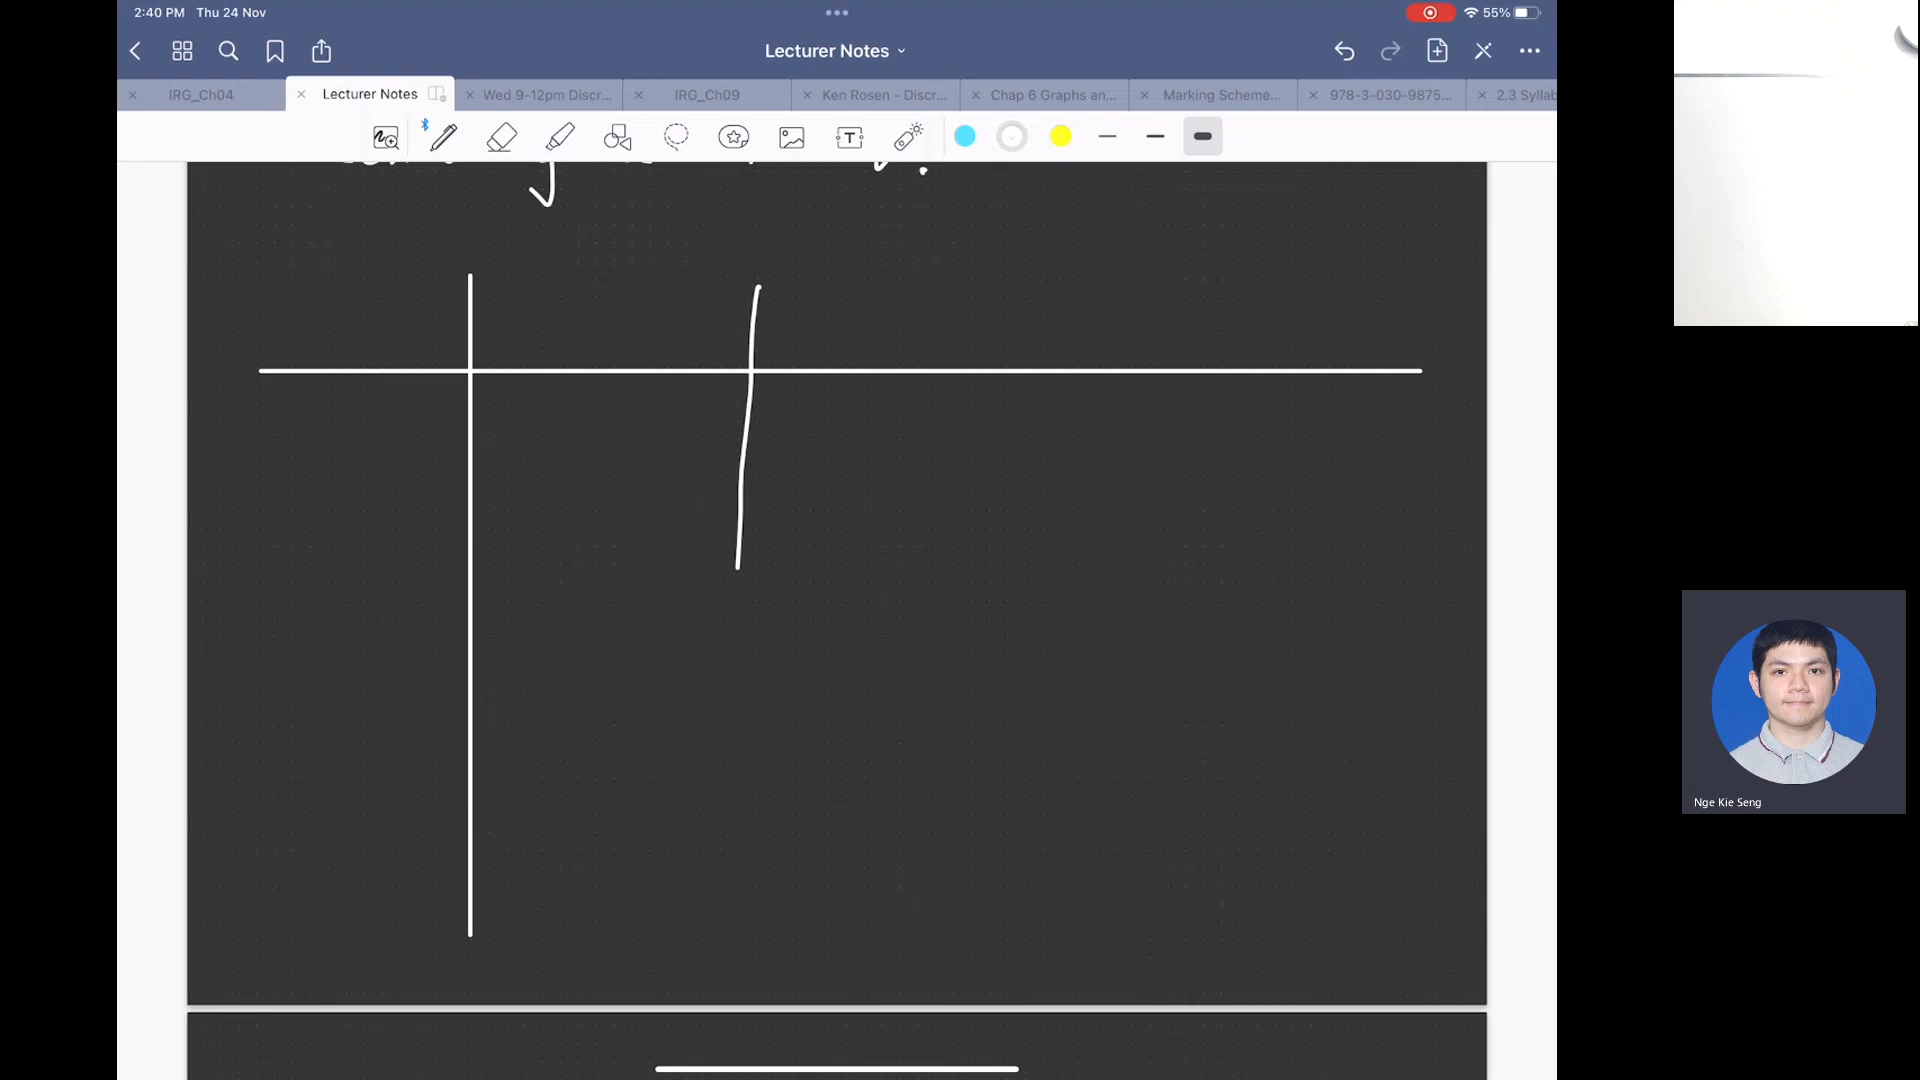 2:40 PM Thu 24 Nov
55%
Lecturer Notes
IRG_Ch04
Lecturer Notes
Wed 9-12pm Discr...
IRG_Ch09
Ken Rosen - Discr...
Chap 6 Graphs an...
Marking Scheme...
978-3-030-9875...
2.3 Syllab
T
Nge Kie Seng